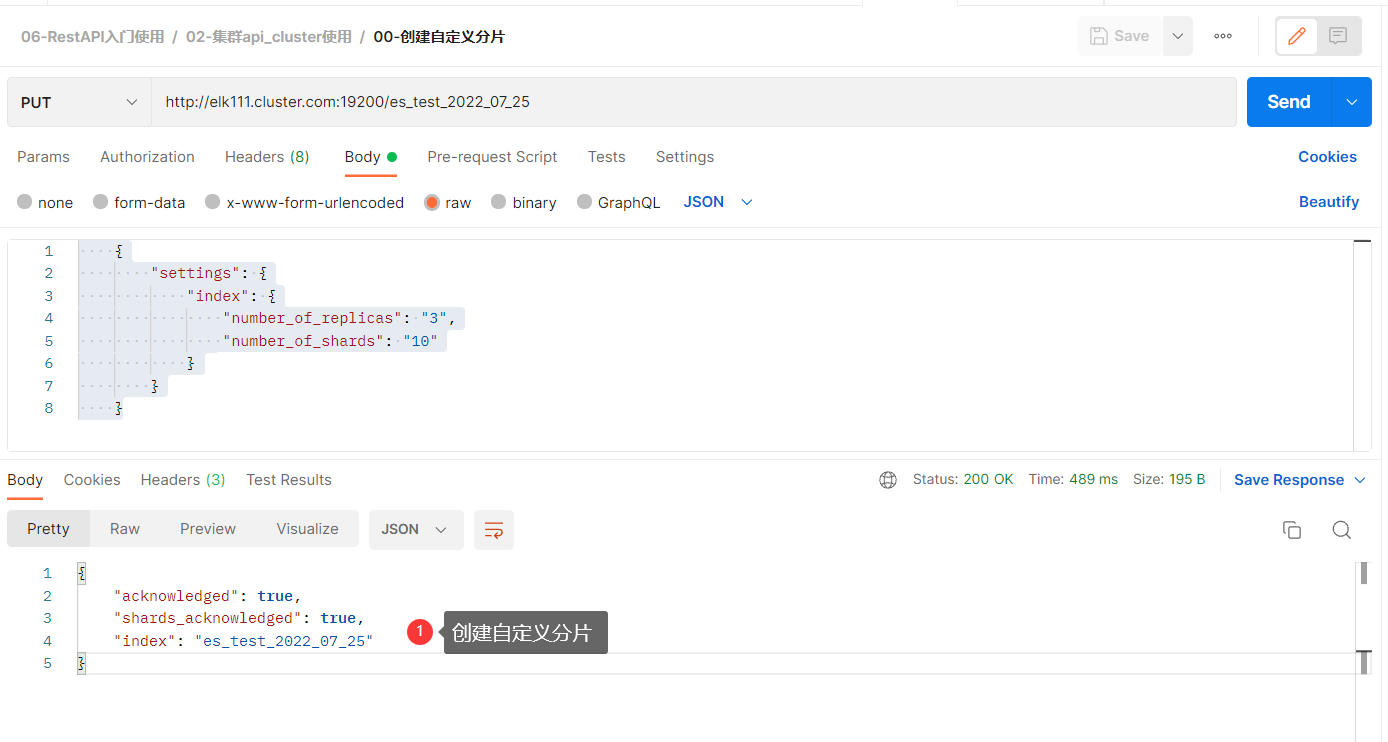 06-RestAPI入门使用 / 02-集群api_cluster使用 / 00-创建自定义分片 Save ooo
PUT http://elk111.cluster.com:19200/es_test_2022_07_25 Send
Params Authorization Headers (8) Body Pre-request Script Tests Settings Cookies
none form-data x-www-form-urlencoded raw binary GraphQL JSON Beautify
1 {
2 "settings": {
3 "index": {
4 "number_of_replicas": "3",
5 "number_of_shards": "10"
6 }
7 }
8 }
Body Cookies Headers (3) Test Results Status: 200 OK Time: 489 ms Size: 195 B Save Response
Pretty Raw Preview Visualize JSON
1 {
2 "acknowledged": true,
3 "shards_acknowledged": true,
4 "index": "es_test_2022_07_25" 1 创建自定义分片
5 }